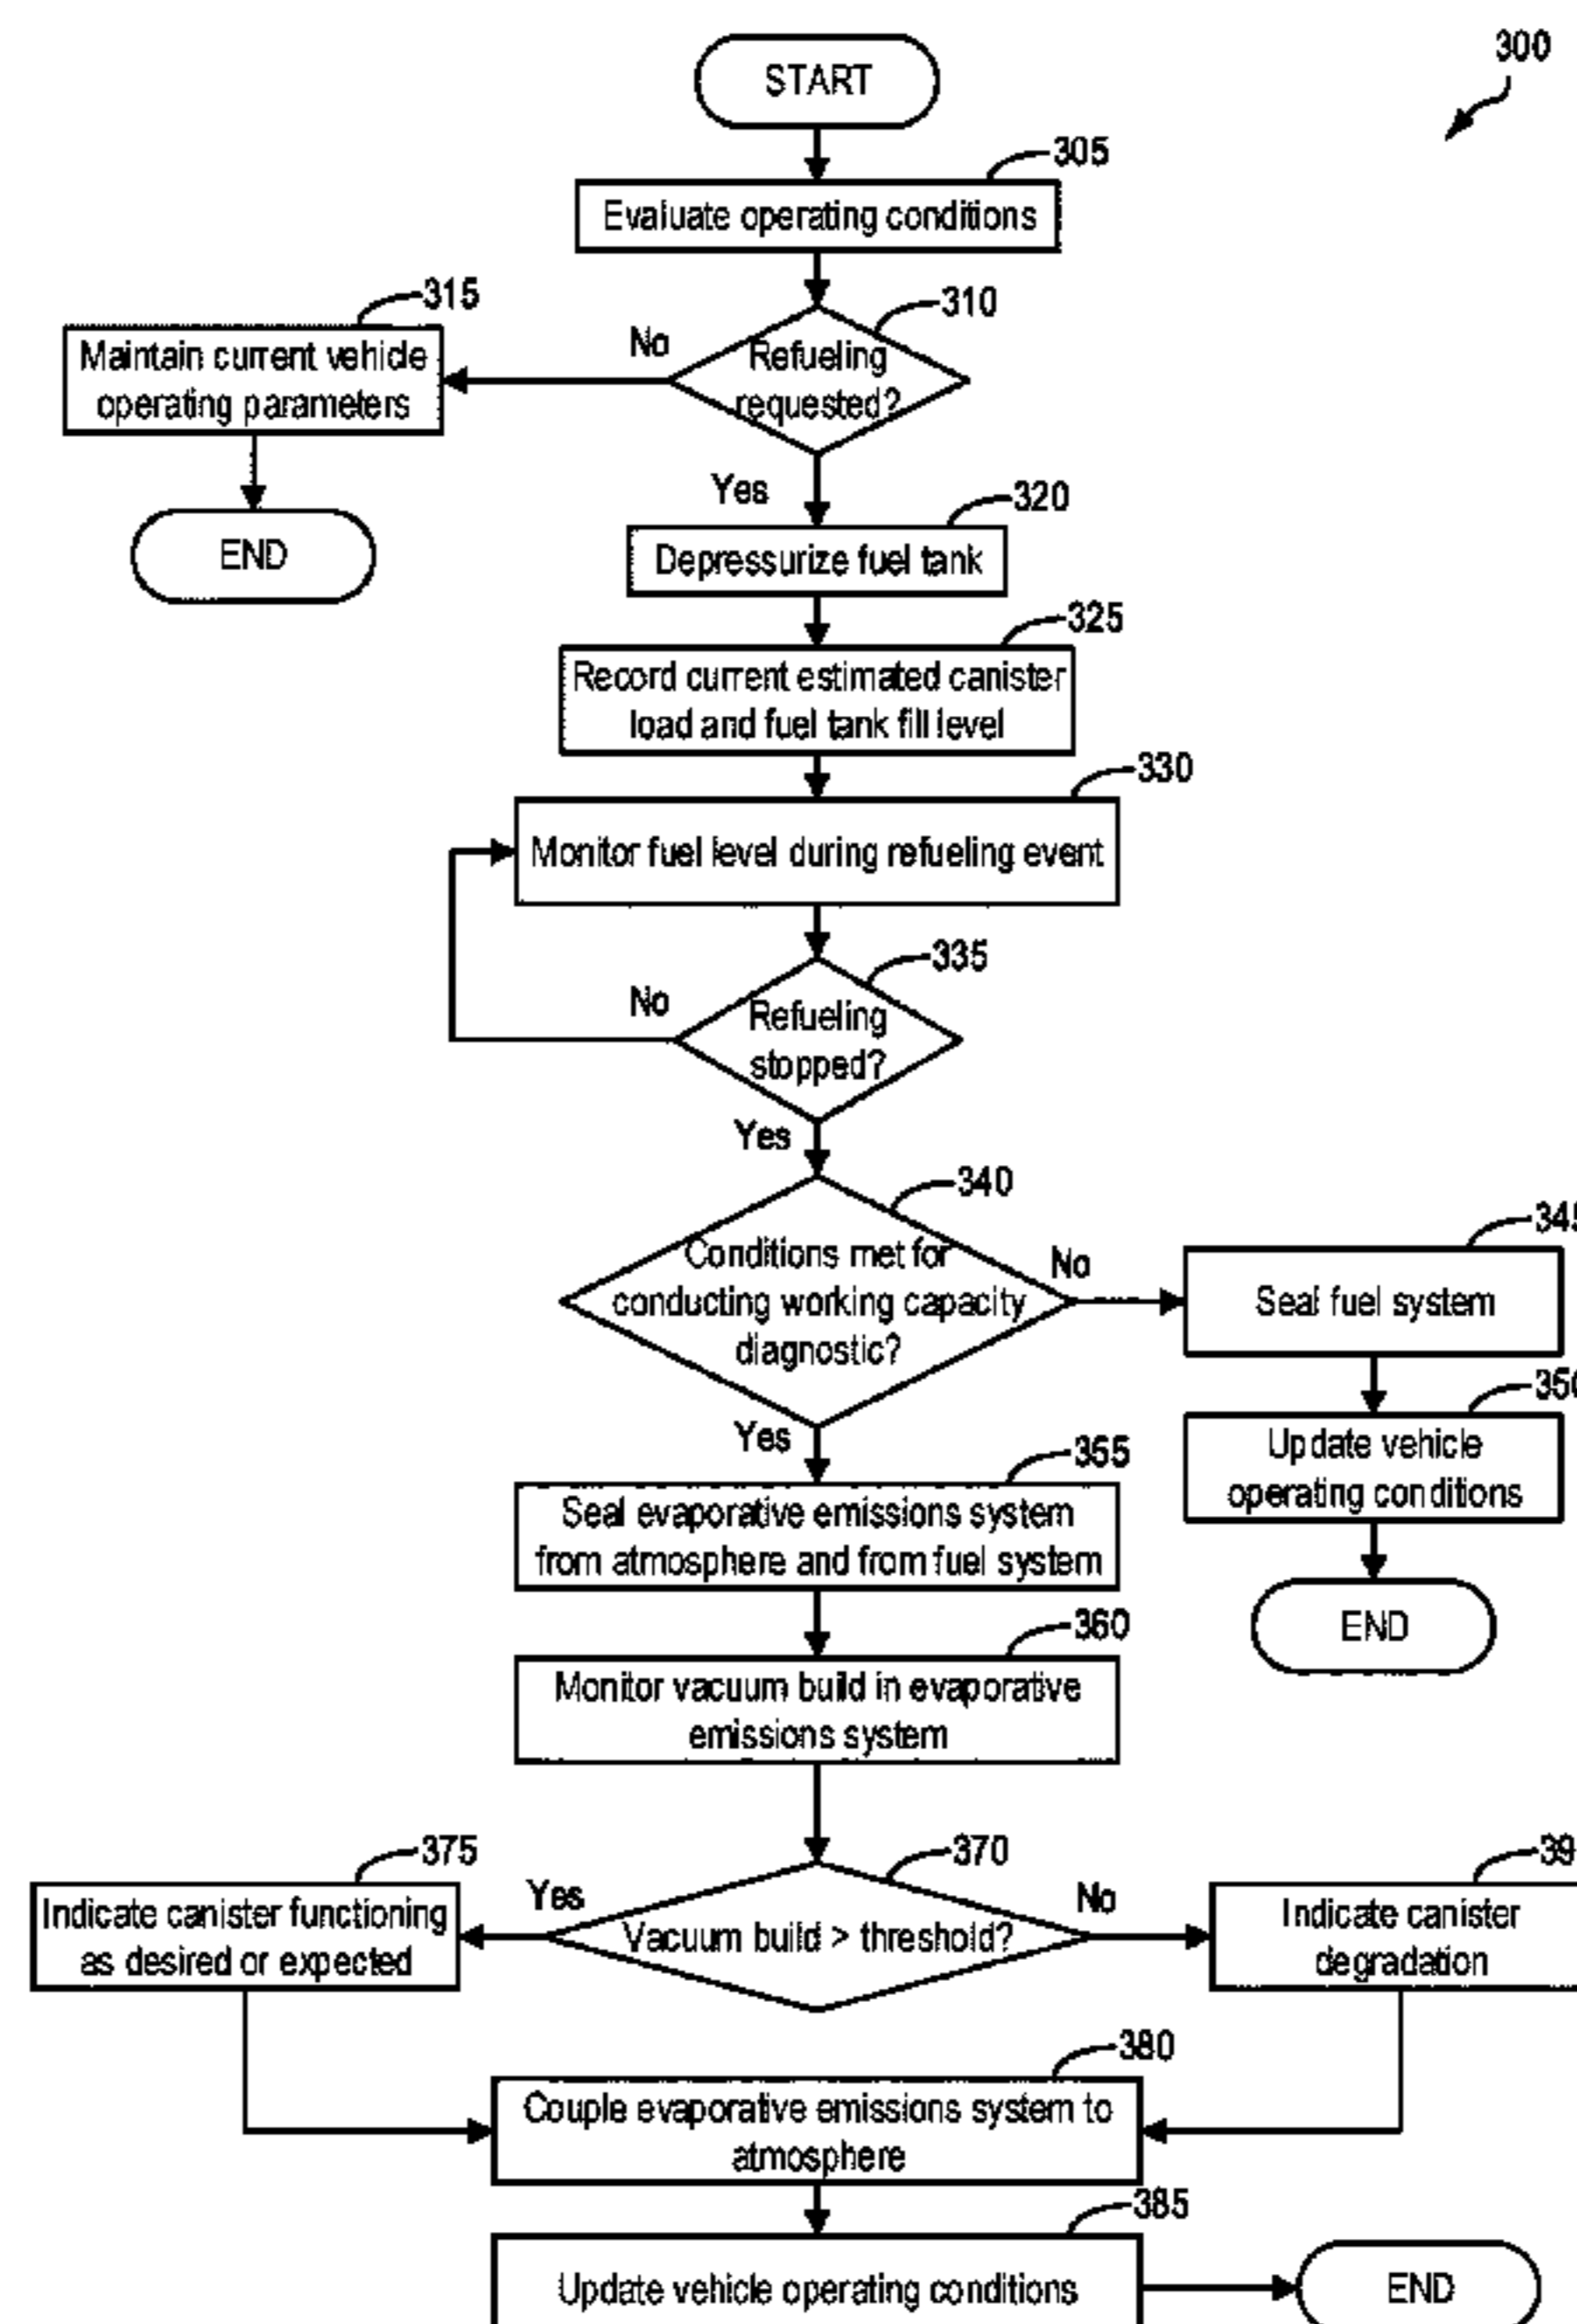 START
300
305
Evaluate operating conditions
315
310
Maintain current vehicle
operating parameters
No
Refueling
requested?
Yes
320
END
Depressurize fuel tank
325
Record current estimated canister
load and fuel tank fill level
330
Monitor fuel level during refueling event
335
No
Refueling
stopped?
Yes
340
Conditions met for
conducting working capacity
diagnostic?
No
345
Seal fuel system
350
Update vehicle
operating conditions
END
Yes
355
Seal evaporative emissions system
from atmosphere and from fuel system
360
Monitor vacuum build in evaporative
emissions system
375
370
39
Indicate canister functioning
as desired or expected
Yes
Vacuum build > threshold?
No
Indicate canister
degradation
380
Couple evaporative emissions system to
atmosphere
385
Update vehicle operating conditions
END